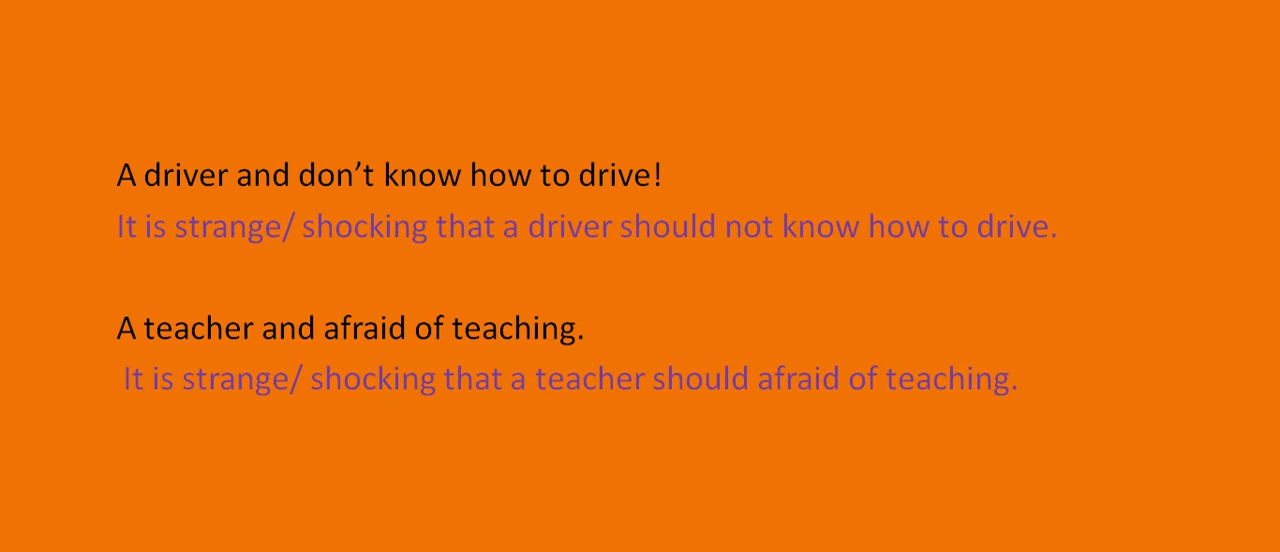 A driver and don’t know how to drive!
It is strange/ shocking that a driver should not know how to drive.
A teacher and afraid of teaching.
It is strange/ shocking that a teacher should afraid of teaching.